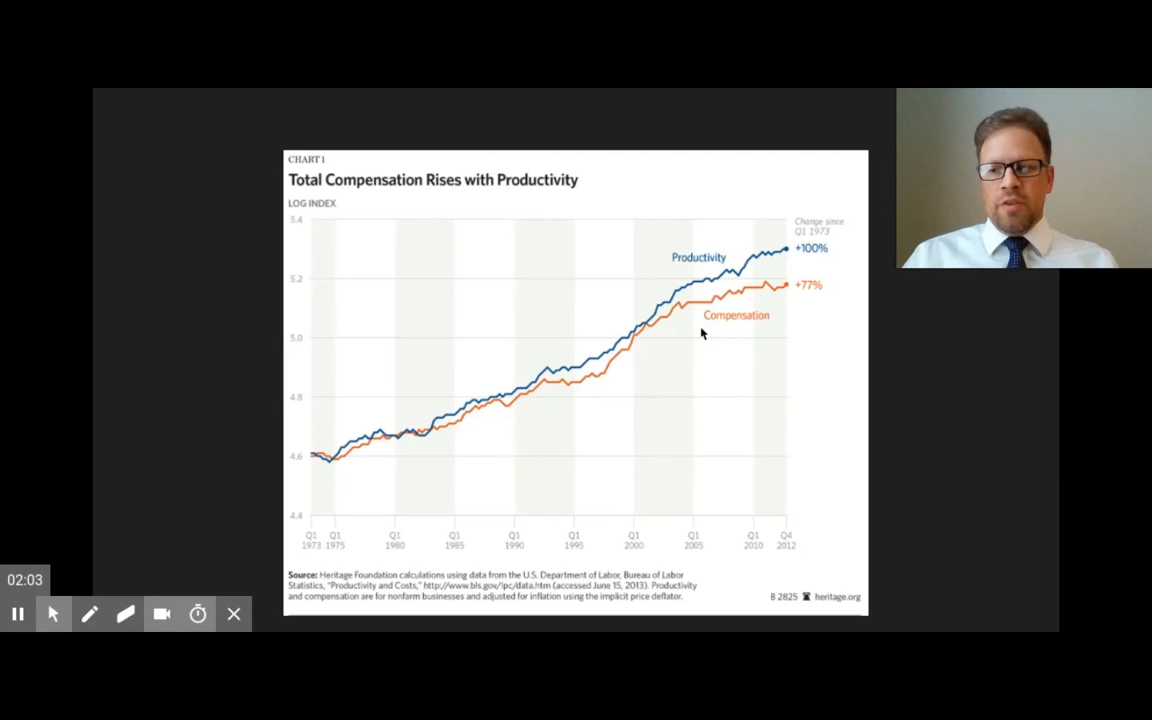 CHART 1
Total Compensation Rises with Productivity
LOG INDEX
5.4
5.2
5.0
4.8
4.6
4.4
Change since
Q1 1973
+100%
+77%
Productivity
Compensation
Q1 Q1 Q1 Q1 Q1 Q1 Q1 Q1 Q1 Q4
1973 1975 1980 1985 1990 1995 2000 2005 2010 2012
Source: Heritage Foundation calculations using data from the U.S. Department of Labor, Bureau of Labor
Statistics, "Productivity and Costs," http://www.bls.gov/lpc/data.htm (accessed June 15, 2013). Productivity
and compensation are for nonfarm businesses and adjusted for inflation using the implicit price deflator.
B 2825 heritage.org
02:03